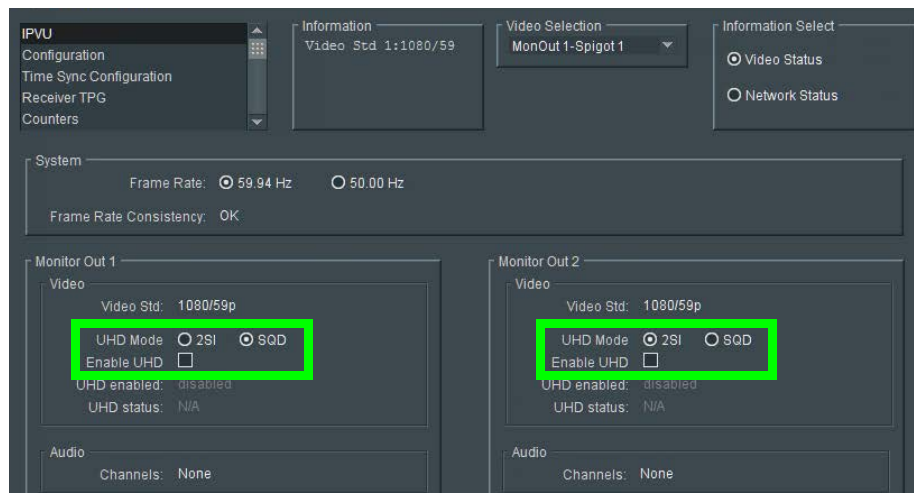 IPVU
Configuration
Time Sync Configuration
Receiver TPG
Counters
Information
Video Std 1:1080/59
Video Selection
MonOut 1-Spigot 1
Information Select
Video Status
Network Status
System
Frame Rate: 59.94 Hz 50.00 Hz
Frame Rate Consistency: OK
Monitor Out 1
Video
Video Std: 1080/59p
UHD Mode 2SI SQD
Enable UHD
UHD enabled: disabled
UHD status: N/A
Audio
Channels: None
Monitor Out 2
Video
Video Std: 1080/59p
UHD Mode 2SI SQD
Enable UHD
UHD enabled: disabled
UHD status: N/A
Audio
Channels: None